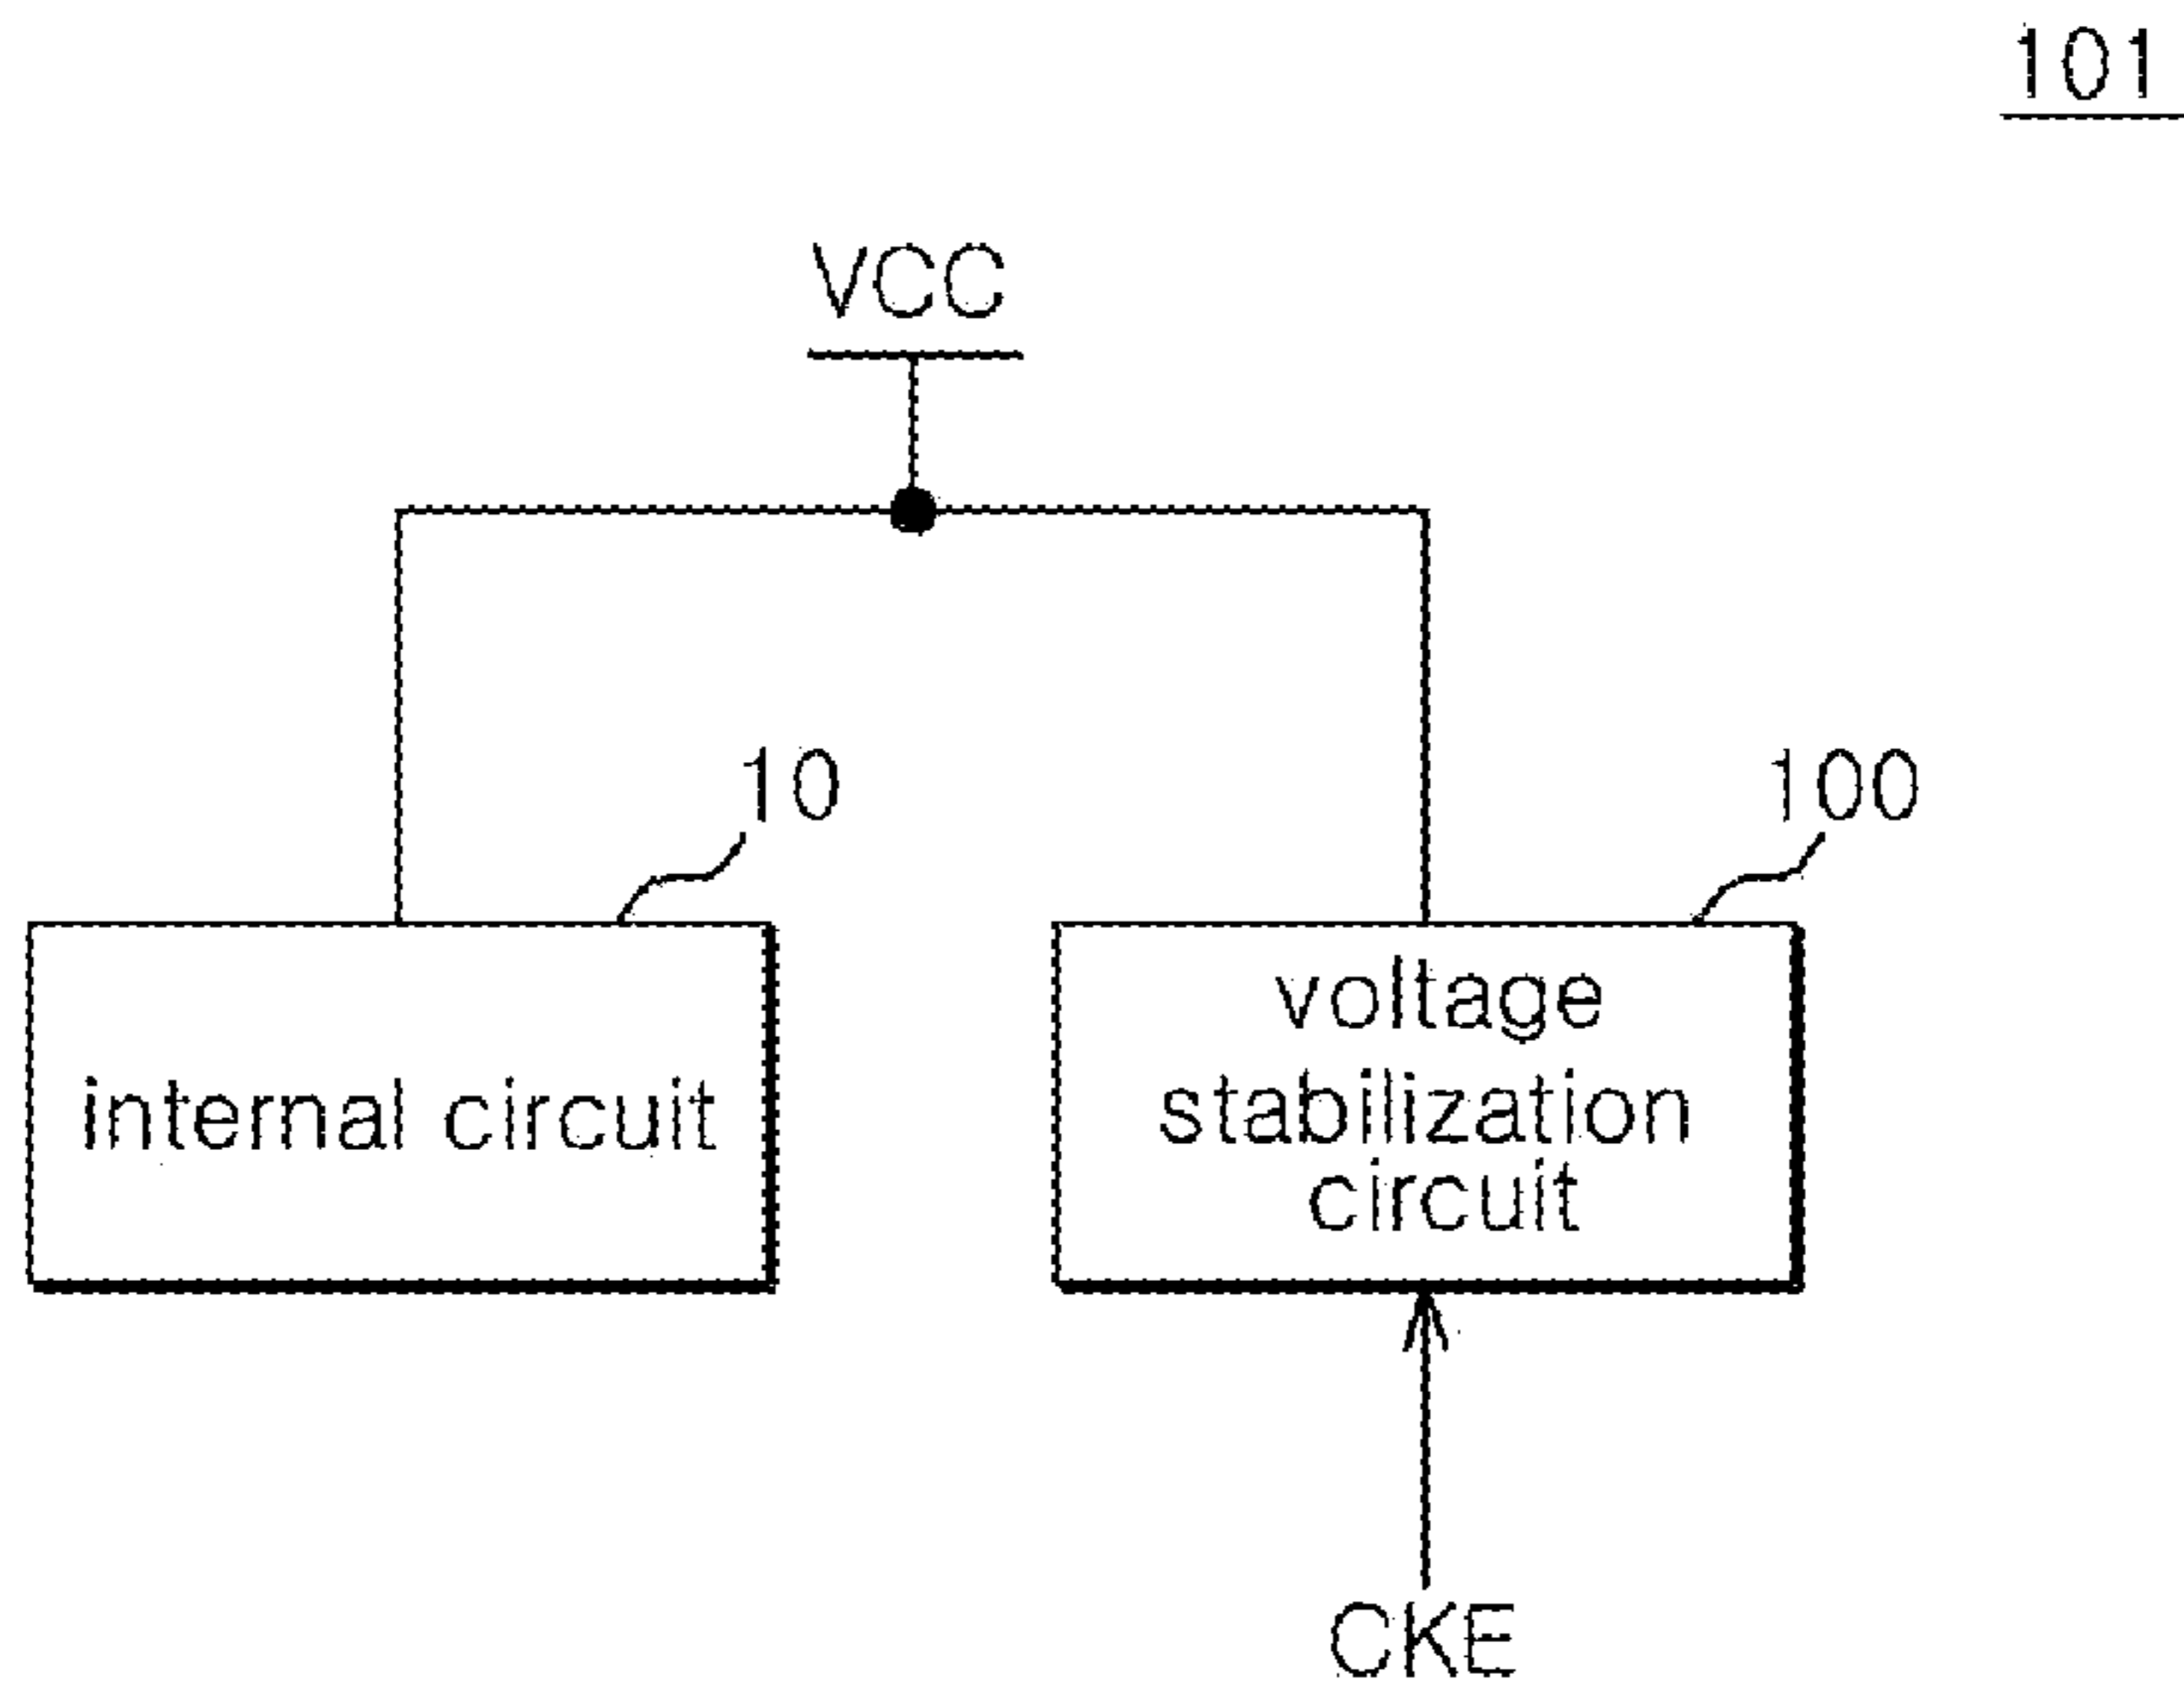 101
VCC
10
100
internal circuit
voltage
stabilization
circuit
CKE